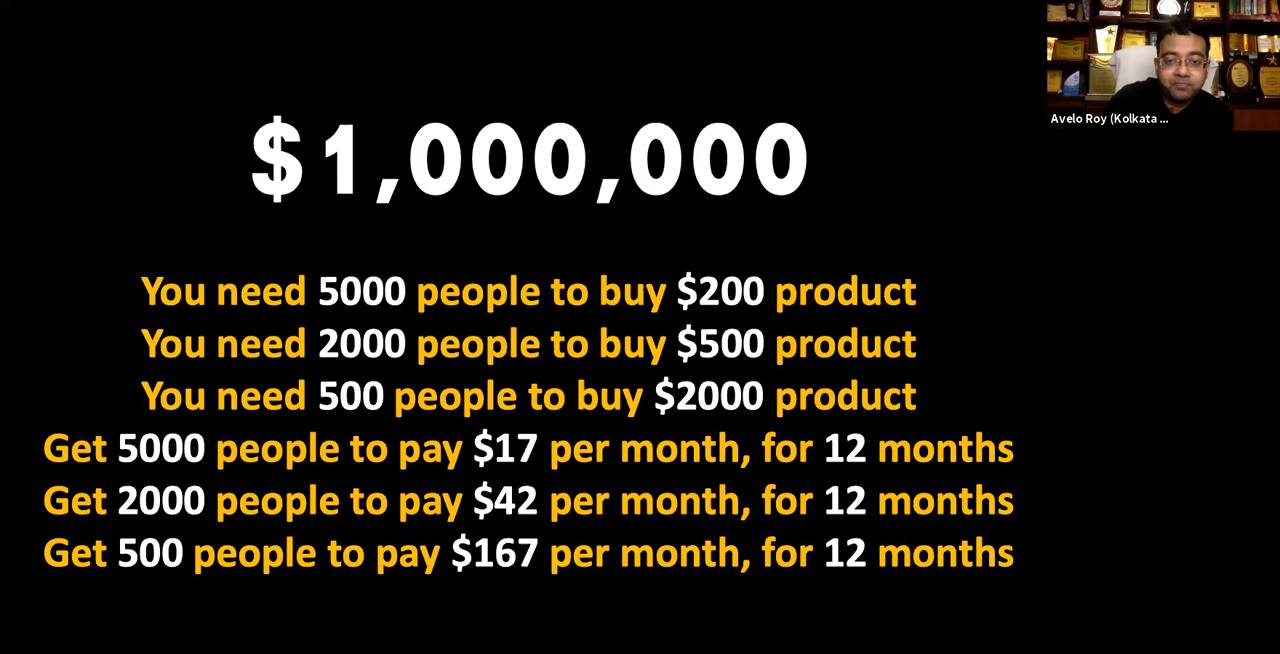 Avelo Roy (Kolkata ...
$1,000,000
You need 5000 people to buy $200 product
You need 2000 people to buy $500 product
You need 500 people to buy $2000 product
Get 5000 people to pay $17 per month, for 12 months
Get 2000 people to pay $42 per month, for 12 months
Get 500 people to pay $167 per month, for 12 months